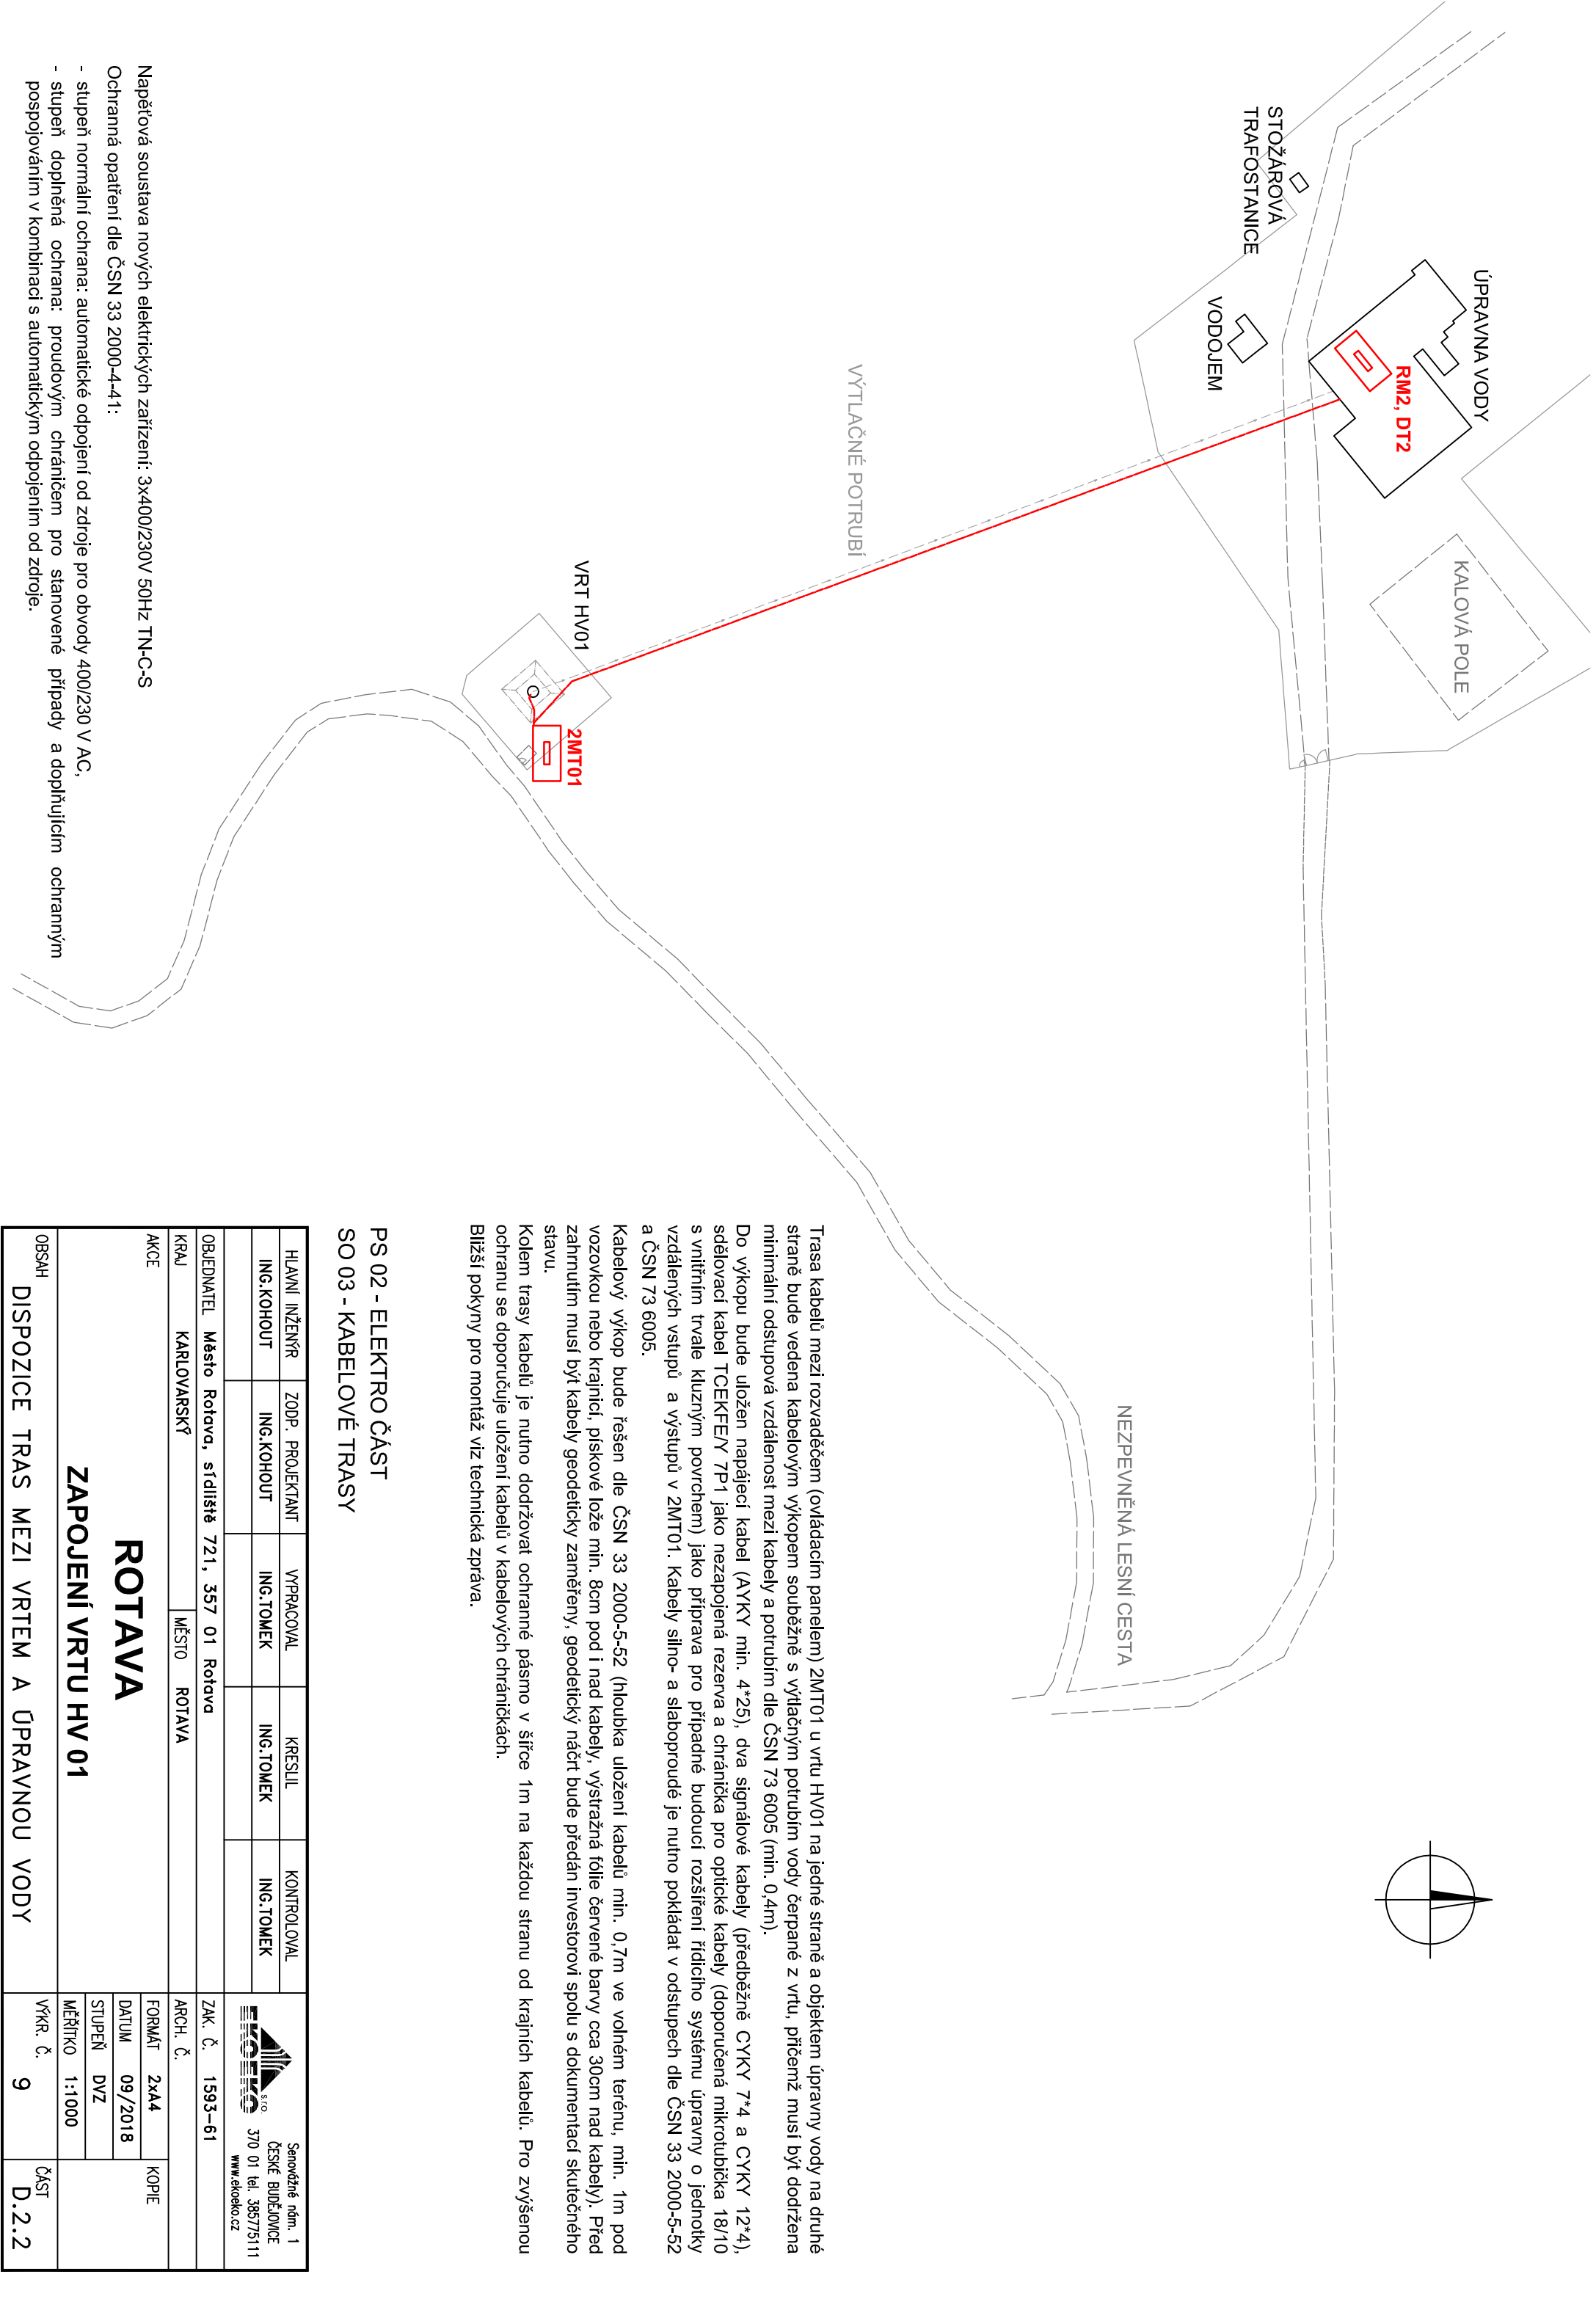 ÚPRAVNA VODY
RM2, DT2
STOŽÁROVÁ
TRAFOSTANICE
VODOJEM
KALOVÁ POLE
VÝTLAČNÉ POTRUBÍ
VRT HV01
2MT01
NEZPEVNĚNÁ LESNÍ CESTA
Napěťová soustava nových elektrických zařízení: 3x400/230V 50Hz TN-C-S
Ochranná opatření dle ČSN 33 2000-4-41:
- stupeň normální ochrana: automatické odpojení od zdroje pro obvody 400/230 V AC,
- stupeň doplněná ochrana: proudovým chráničem pro stanovené případy a doplňujícím ochranným
pospojováním v kombinaci s automatickým odpojením od zdroje.
Trasa kabelů mezi rozvaděčem (ovládacím panelem) 2MT01 u vrtu HV01 na jedné straně a objektem úpravny vody na druhé
straně bude vedena kabelovým výkopem souběžně s výtlačným potrubím vody čerpané z vrtu, přičemž musí být dodržena
minimální odstupová vzdálenost mezi kabely a potrubím dle ČSN 73 6005 (min. 0,4m).
Do výkopu bude uložen napájecí kabel (AYKY min. 4*25), dva signálové kabely (předběžně CYKY 7*4 a CYKY 12*4),
sdělovací kabel TCEKFE/Y 7P1 jako nezapojená rezerva a chránička pro optické kabely (doporučená mikrotubička 18/10
s vnitřním trvale kluzným povrchem) jako příprava pro případné budoucí rozšíření řídicího systému úpravny o jednotky
vzdálených vstupů a výstupů v 2MT01. Kabely silno- a slaboproudé je nutno pokládat v odstupech dle ČSN 33 2000-5-52
a ČSN 73 6005.
Kabelový výkop bude řešen dle ČSN 33 2000-5-52 (hloubka uložení kabelů min. 0,7m ve volném terénu, min. 1m pod
vozovkou nebo krajnicí, pískové lože min. 8cm pod i nad kabely, výstražná fólie červené barvy cca 30cm nad kabely). Před
zahrnutím musí být kabely geodeticky zaměřeny, geodetický náčrt bude předán investorovi spolu s dokumentací skutečného
stavu.
Kolem trasy kabelů je nutno dodržovat ochranné pásmo v šířce 1m na každou stranu od krajních kabelů. Pro zvýšenou
ochranu se doporučuje uložení kabelů v kabelových chráničkách.
Bližší pokyny pro montáž viz technická zpráva.
PS 02 - ELEKTRO ČÁST
SO 03 - KABELOVÉ TRASY
HLAVNÍ INŽENÝR ZODP. PROJEKTANT VYPRACOVAL KRESLIL KONTROLOVAL
ING.KOHOUT ING.KOHOUT ING.TOMEK ING.TOMEK ING.TOMEK
EKOEKO s.r.o.
Senovážné nám. 1
ČESKÉ BUDĚJOVICE
370 01 tel. 385775111
www.ekoeko.cz
OBJEDNATEL Město Rotava, sídliště 721, 357 01 Rotava
ZAK. Č. 1593-61
KRAJ KARLOVARSKÝ MĚSTO ROTAVA
ARCH. Č.
AKCE
ROTAVA
ZAPOJENÍ VRTU HV 01
FORMÁT 2xA4 KOPIE
DATUM 09/2018
STUPEŇ DVZ
MĚŘÍTKO 1:1000
OBSAH
DISPOZICE TRAS MEZI VRTEM A ÚPRAVNOU VODY
VÝKR. Č. 9
ČÁST D.2.2